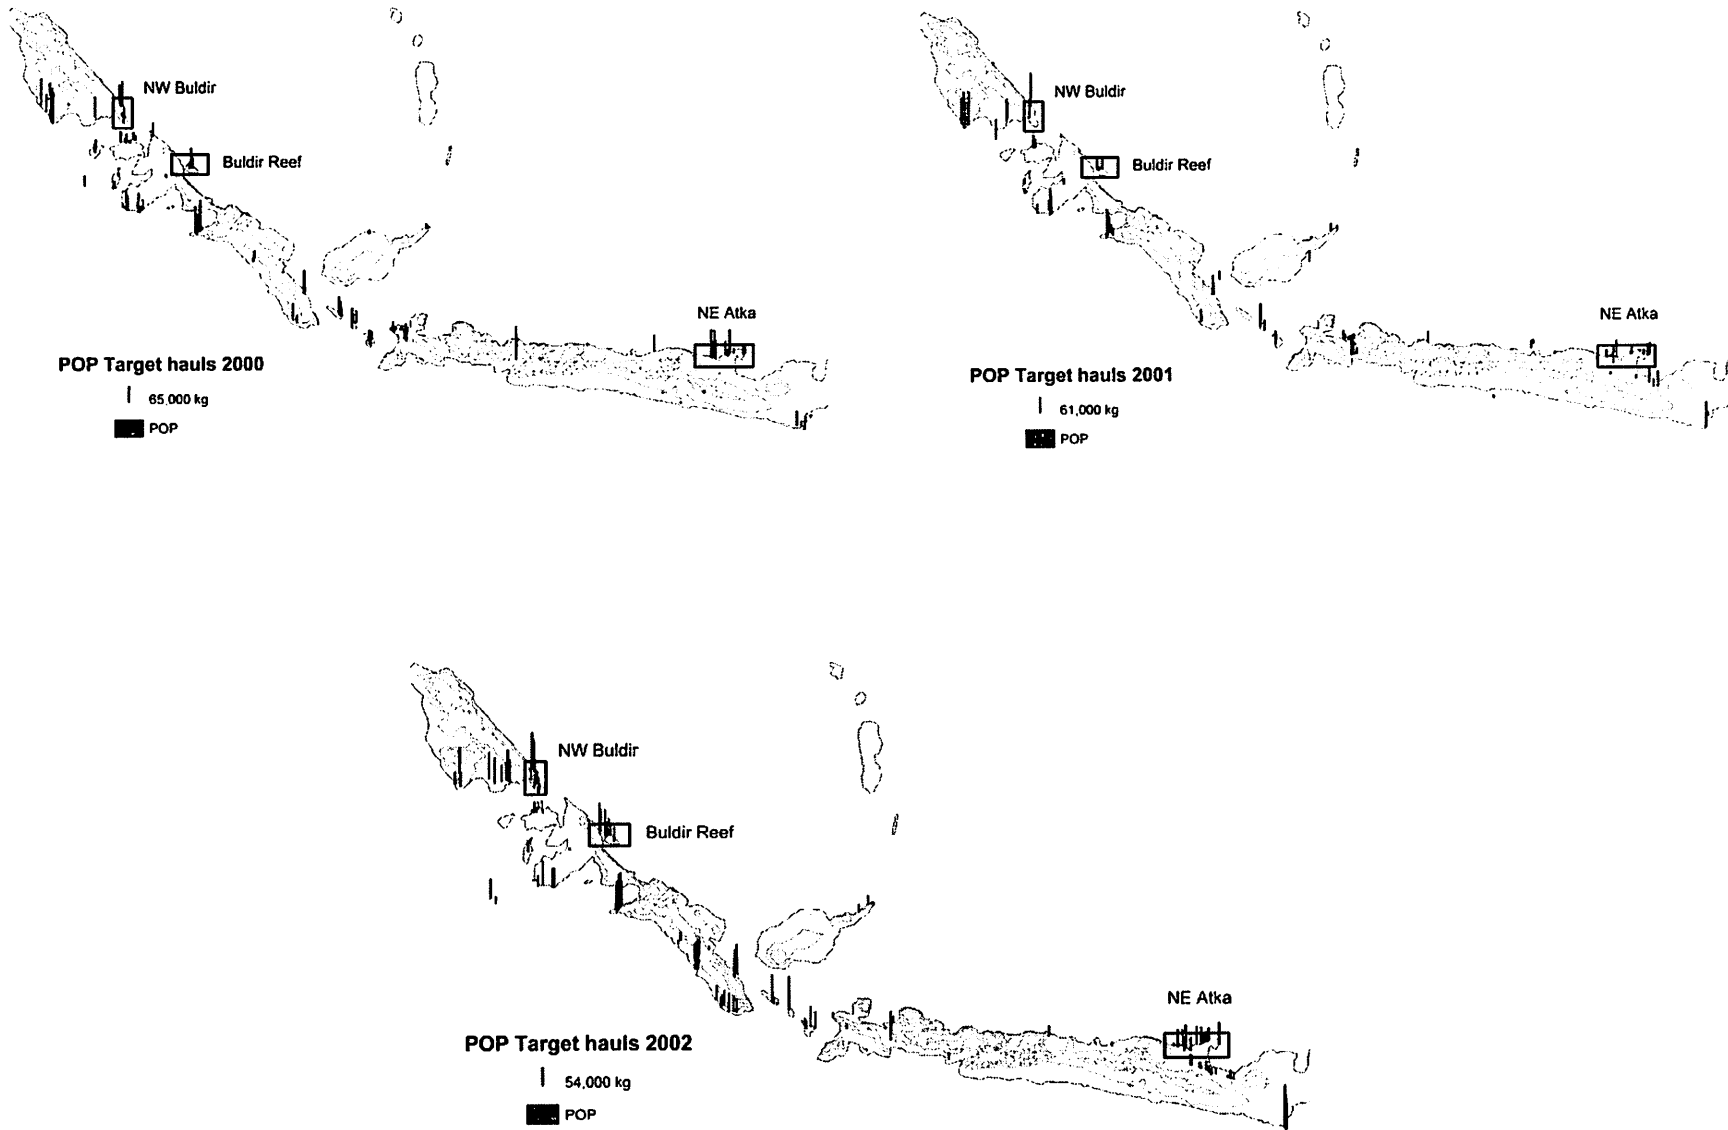 NW Buldir
Buldir Reef
NE Atka
POP Target hauls 2000
65,000 kg
POP
NW Buldir
Buldir Reef
NE Atka
POP Target hauls 2001
61,000 kg
POP
NW Buldir
Buldir Reef
NE Atka
POP Target hauls 2002
54,000 kg
POP